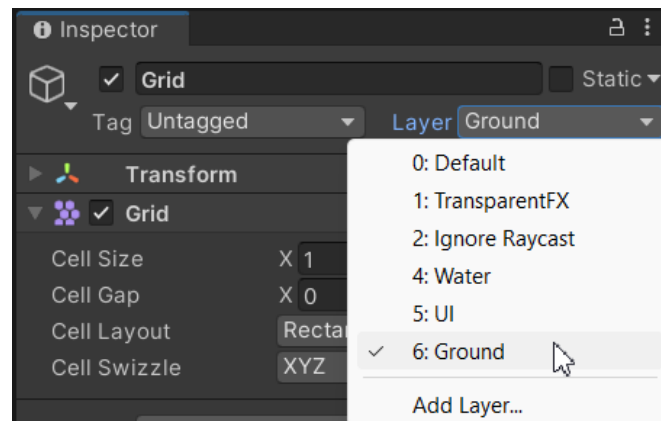 Inspector
Grid Static
Tag Untagged Layer Ground
0: Default
Transform
1: TransparentFX
Grid
2: Ignore Raycast
Cell Size X 1
4: Water
Cell Gap X 0
5: UI
Cell Layout
6: Ground
Cell Swizzle XYZ
Add Layer...